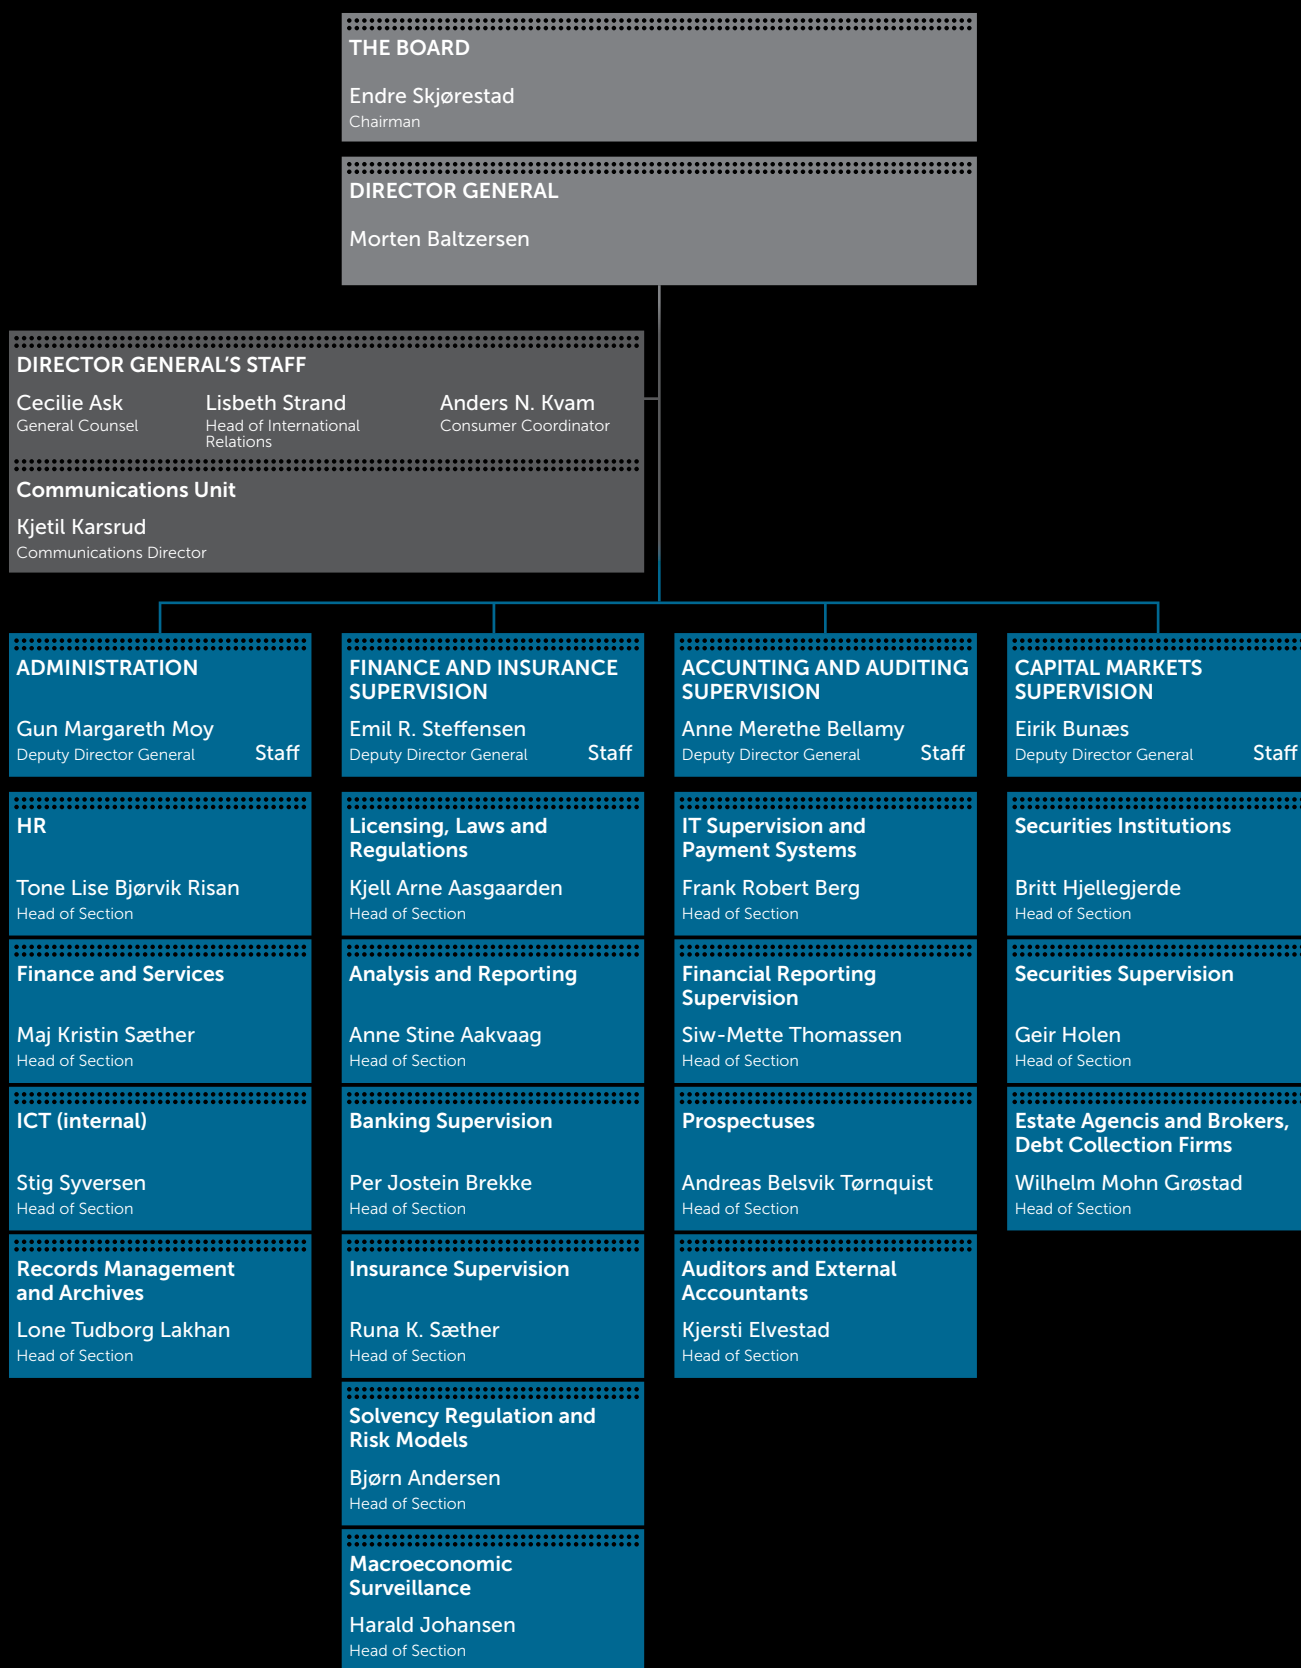 THE BOARD
Endre Skjørestad
Chairman
DIRECTOR GENERAL
Morten Baltzersen
DIRECTOR GENERAL'S STAFF
Cecilie Ask
General Counsel
Lisbeth Strand
Head of International
Relations
Anders N. Kvam
Consumer Coordinator
Communications Unit
Kjetil Karsrud
Communications Director
ADMINISTRATION
Gun Margareth Moy
Deputy Director General
Staff
HR
Tone Lise Bjørvik Risan
Head of Section
Finance and Services
Maj Kristin Sæther
Head of Section
ICT (internal)
Stig Syversen
Head of Section
Records Management
and Archives
Lone Tudborg Lakhan
Head of Section
FINANCE AND INSURANCE
SUPERVISION
Emil R. Steffensen
Deputy Director General
Staff
Licensing, Laws and
Regulations
Kjell Arne Aasgaarden
Head of Section
Analysis and Reporting
Anne Stine Aakvaag
Head of Section
Banking Supervision
Per Jostein Brekke
Head of Section
Insurance Supervision
Runa K. Sæther
Head of Section
Solvency Regulation and
Risk Models
Bjørn Andersen
Head of Section
Macroeconomic
Surveillance
Harald Johansen
Head of Section
ACCUNTING AND AUDITING
SUPERVISION
Anne Merethe Bellamy
Deputy Director General
Staff
IT Supervision and
Payment Systems
Frank Robert Berg
Head of Section
Financial Reporting
Supervision
Siw-Mette Thomassen
Head of Section
Prospectuses
Andreas Belsvik Tørnquist
Head of Section
Auditors and External
Accountants
Kjersti Elvestad
Head of Section
CAPITAL MARKETS
SUPERVISION
Eirik Bunæs
Deputy Director General
Staff
Securities Institutions
Britt Hjellegjerde
Head of Section
Securities Supervision
Geir Holen
Head of Section
Estate Agencis and Brokers,
Debt Collection Firms
Wilhelm Mohn Grøstad
Head of Section